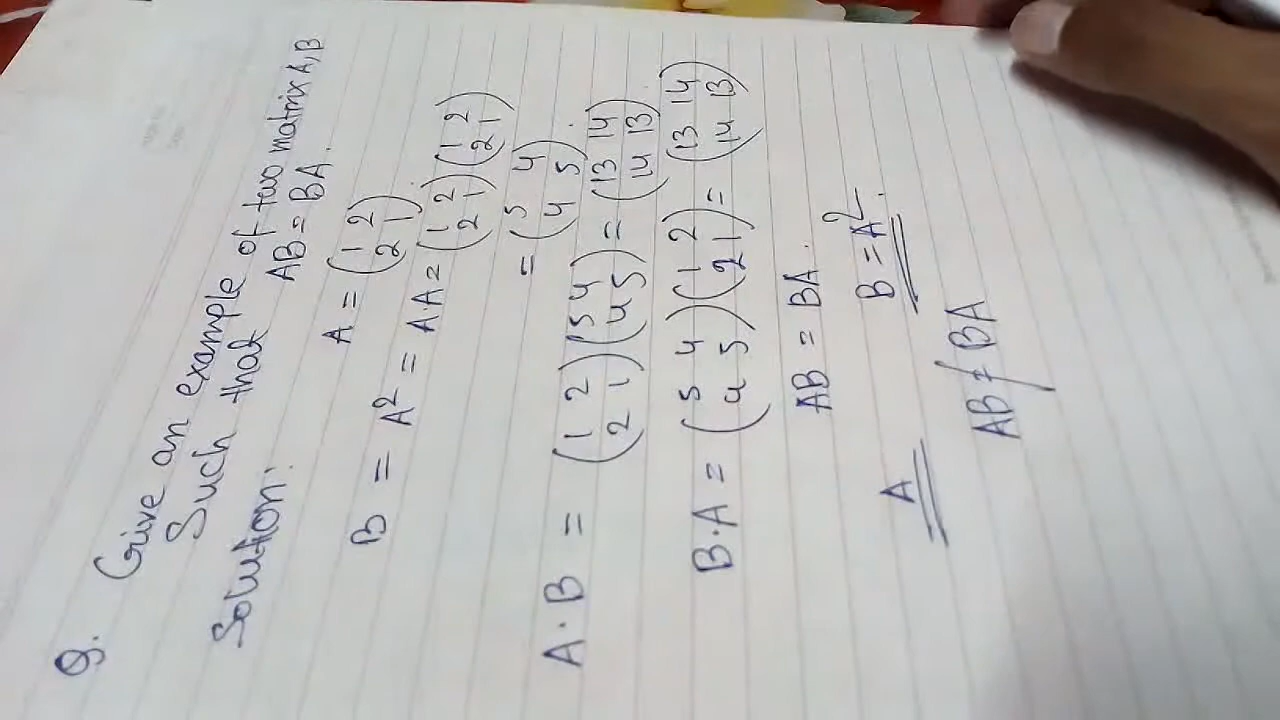 Q. Give an example of two matrix A, B
Such that AB = BA.
Solution:
A = (1 2
2 1).
B = A² = A.A = (1 2
2 1)(1 2
2 1)
= (5 4
4 5).
A·B = (1 2
2 1)(5 4
4 5) = (13 14
14 13).
B·A = (5 4
4 5)(1 2
2 1) = (13 14
14 13)
AB = BA.
A B = A².
AB ≠ BA